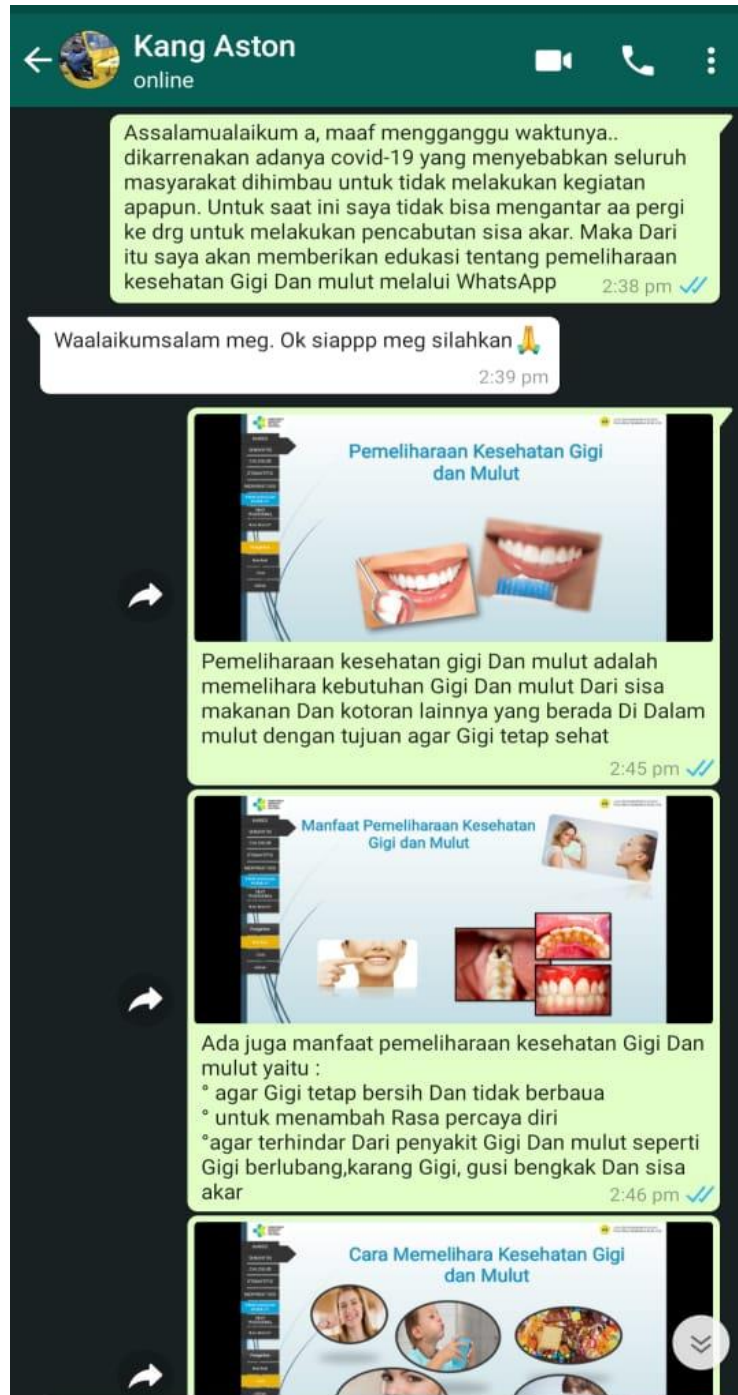 Kang Aston
online
Assalamualaikum a, maaf mengganggu waktunya..
dikarrenakan adanya covid-19 yang menyebabkan seluruh
masyarakat dihimbau untuk tidak melakukan kegiatan
apapun. Untuk saat ini saya tidak bisa mengantar aa pergi
ke drg untuk melakukan pencabutan sisa akar. Maka Dari
itu saya akan memberikan edukasi tentang pemeliharaan
kesehatan Gigi Dan mulut melalui WhatsApp
2:38 pm
Waalaikumsalam meg. Ok siappp meg silahkan🙏
2:39 pm
Pemeliharaan Kesehatan Gigi
dan Mulut
Pemeliharaan kesehatan gigi Dan mulut adalah
memelihara kebutuhan Gigi Dan mulut Dari sisa
makanan Dan kotoran lainnya yang berada Di Dalam
mulut dengan tujuan agar Gigi tetap sehat
2:45 pm
Manfaat Pemeliharaan Kesehatan
Gigi dan Mulut
Ada juga manfaat pemeliharaan kesehatan Gigi Dan
mulut yaitu :
° agar Gigi tetap bersih Dan tidak berbaua
° untuk menambah Rasa percaya diri
°agar terhindar Dari penyakit Gigi Dan mulut seperti
Gigi berlubang,karang Gigi, gusi bengkak Dan sisa
akar
2:46 pm
Cara Memelihara Kesehatan Gigi
dan Mulut